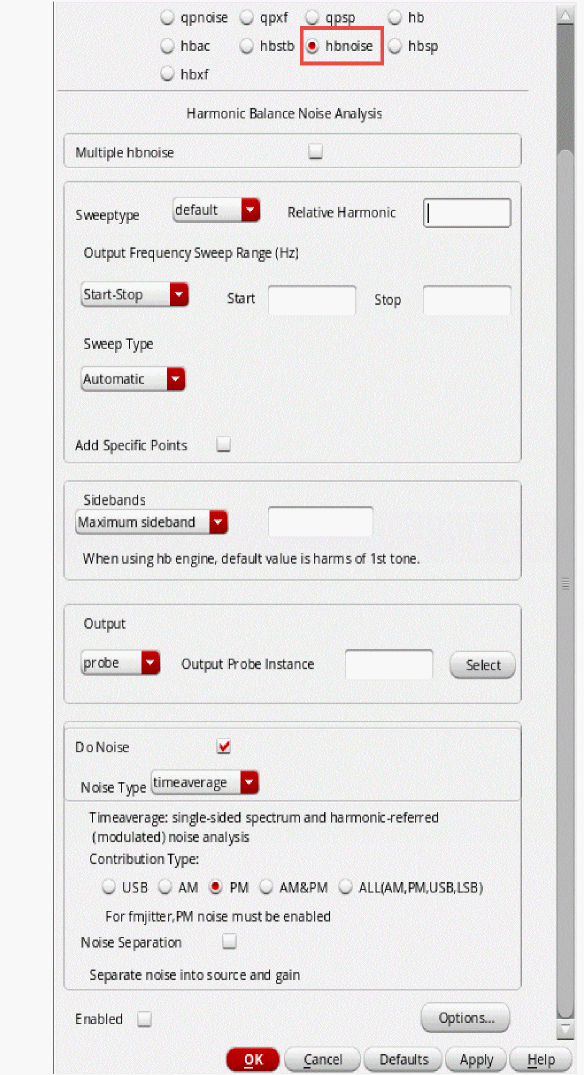 qpnoise qpxf qpsp hb
hbac hbstb hbnoise hbsp
hbxf
Harmonic Balance Noise Analysis
Multiple hbnoise
Sweeptype default Relative Harmonic
Output Frequency Sweep Range (Hz)
Start-Stop Start Stop
Sweep Type
Automatic
Add Specific Points
Sidebands
Maximum sideband
When using hb engine, default value is harms of 1st tone.
Output
probe Output Probe Instance Select
Do Noise
Noise Type timeaverage
Timeaverage: single-sided spectrum and harmonic-referred
(modulated) noise analysis
Contribution Type:
USB AM PM AM&PM ALL(AM,PM,USB,LSB)
For fmjitter,PM noise must be enabled
Noise Separation
Separate noise into source and gain
Enabled Options...
OK Cancel Defaults Apply Help